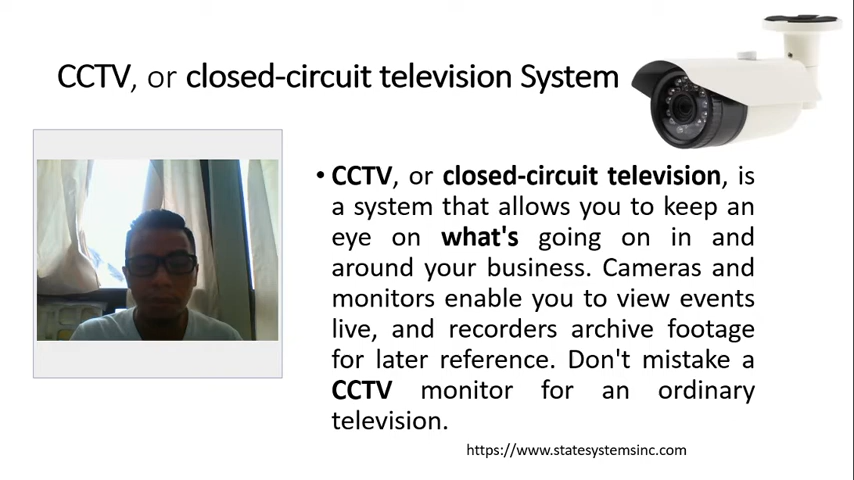 CCTV, or closed-circuit television System
• CCTV, or closed-circuit television, is
a system that allows you to keep an
eye on what's going on in and
around your business. Cameras and
monitors enable you to view events
live, and recorders archive footage
for later reference. Don't mistake a
CCTV monitor for an ordinary
television.
https://www.statesystemsinc.com